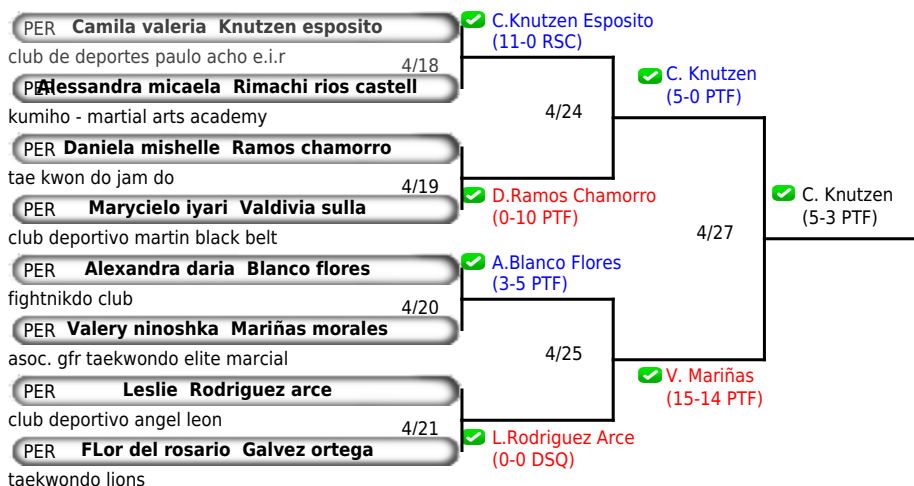 PER Camila valeria Knutzen esposito
club de deportes paulo acho e.i.r
4/18
PER Alessandra micaela Rimachi rios castell
kumiho - martial arts academy
PER Daniela mishelle Ramos chamorro
tae kwon do jam do
4/19
PER Marycielo iyari Valdivia sulla
club deportivo martin black belt
PER Alexandra daria Blanco flores
fightnikdo club
4/20
PER Valery ninoshka Mariñas morales
asoc. gfr taekwondo elite marcial
PER Leslie Rodriguez arce
club deportivo angel leon
4/21
PER FLor del rosario Galvez ortega
taekwondo lions
C.Knutzen Esposito
(11-0 RSC)
4/24
D.Ramos Chamorro
(0-10 PTF)
A.Blanco Flores
(3-5 PTF)
4/25
L.Rodriguez Arce
(0-0 DSQ)
C. Knutzen
(5-0 PTF)
4/27
V. Mariñas
(15-14 PTF)
C. Knutzen
(5-3 PTF)